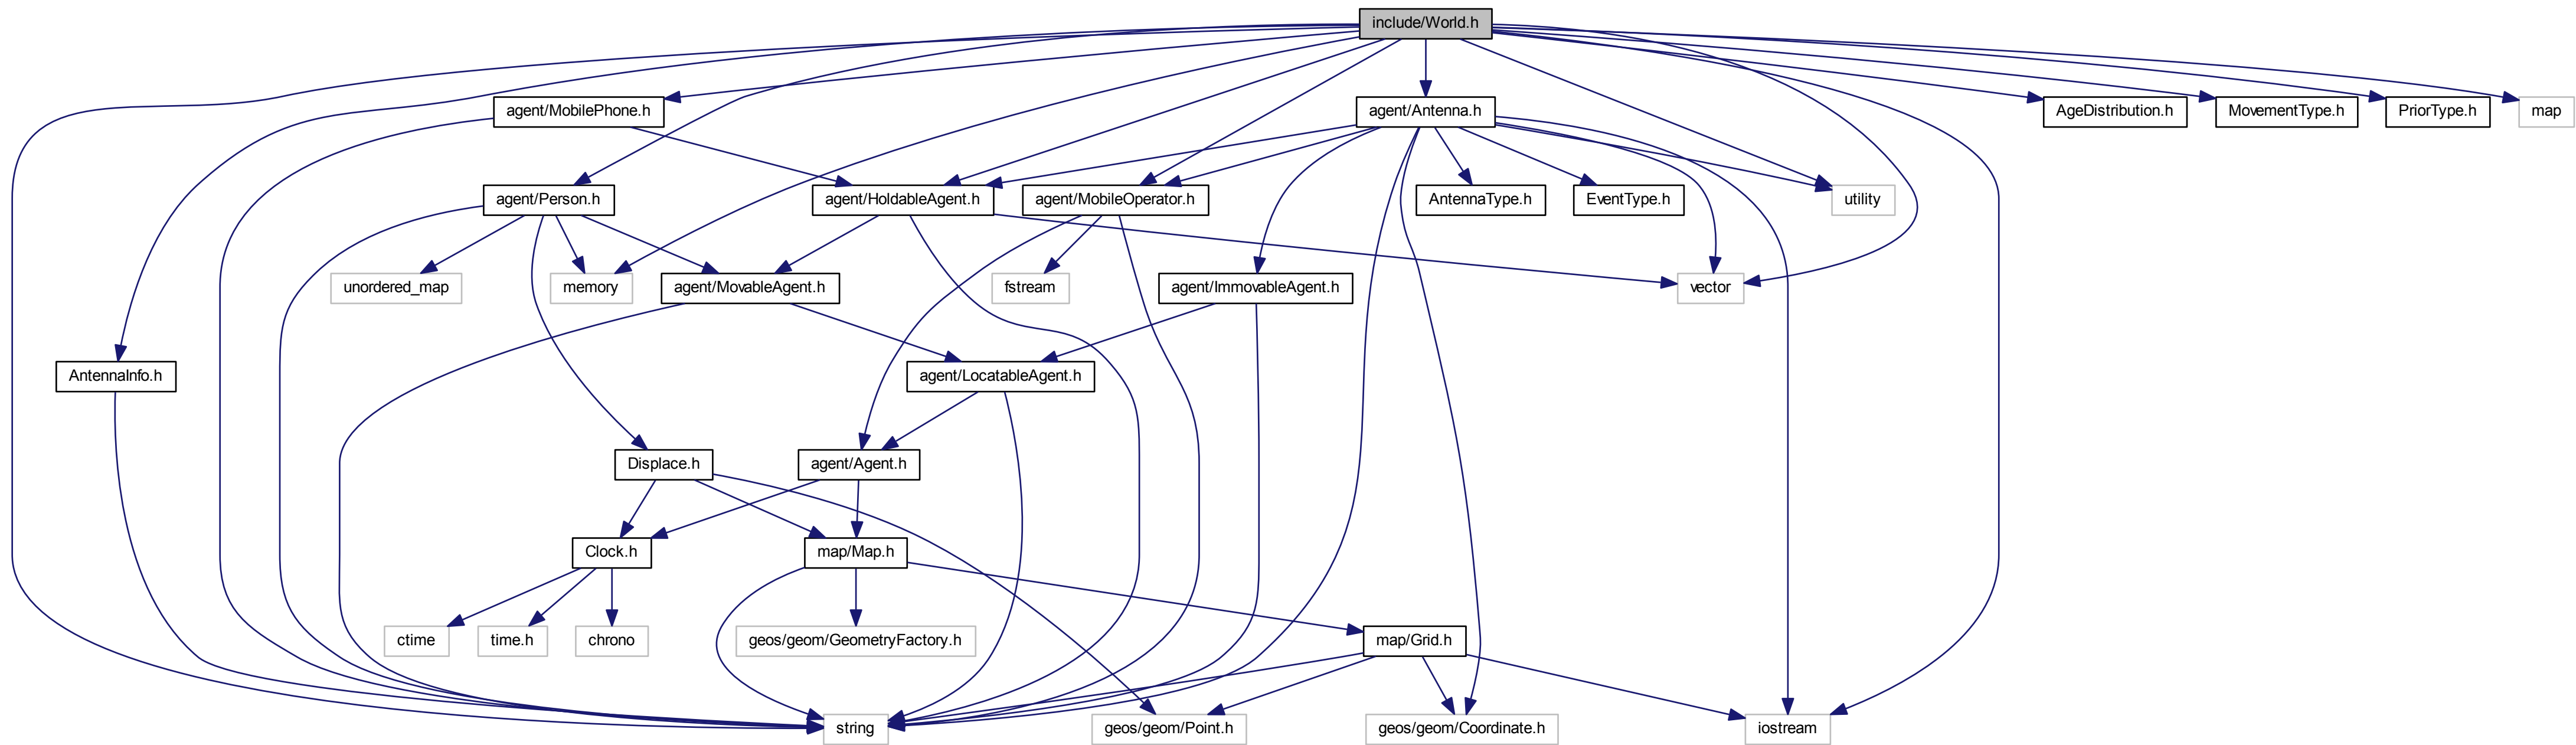 include/World.h
agent/MobilePhone.h
agent/Antenna.h
AgeDistribution.h
MovementType.h
PriorType.h
map
agent/Person.h
agent/HoldableAgent.h
agent/MobileOperator.h
AntennaType.h
EventType.h
utility
unordered_map
memory
agent/MovableAgent.h
fstream
agent/ImmovableAgent.h
vector
AntennaInfo.h
agent/LocatableAgent.h
Displace.h
agent/Agent.h
Clock.h
map/Map.h
ctime
time.h
chrono
geos/geom/GeometryFactory.h
map/Grid.h
string
geos/geom/Point.h
geos/geom/Coordinate.h
iostream